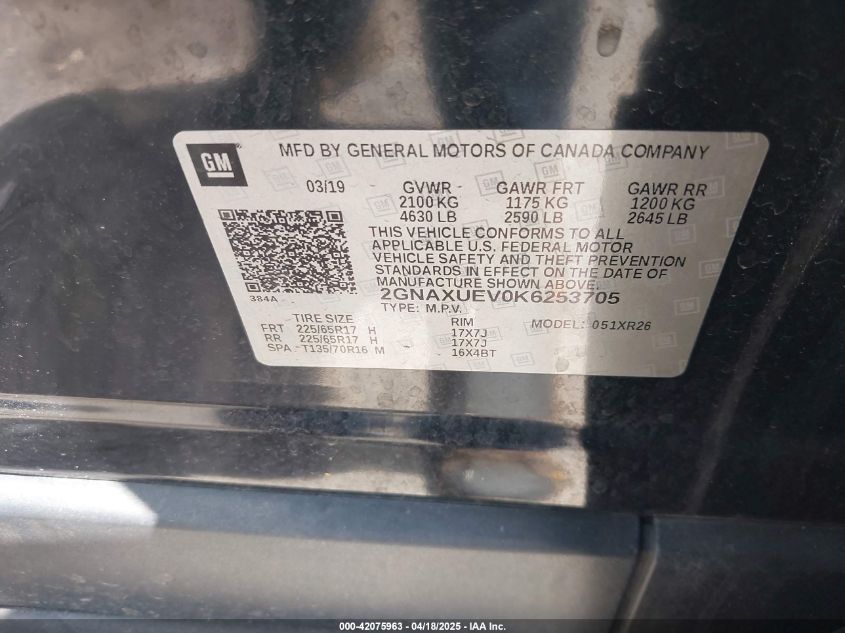 GM
MFD BY GENERAL MOTORS OF CANADA COMPANY
03/19 GVWR GAWR FRT GAWR RR
2100 KG 1175 KG 1200 KG
4630 LB 2590 LB 2645 LB
THIS VEHICLE CONFORMS TO ALL
APPLICABLE U.S. FEDERAL MOTOR
VEHICLE SAFETY AND THEFT PREVENTION
STANDARDS IN EFFECT ON THE DATE OF
MANUFACTURE SHOWN ABOVE.
384A 2GNAXUEV0K6253705
TYPE: M.P.V.
TIRE SIZE RIM MODEL: 051XR26
FRT 225/65R17 H 17X7J
RR 225/65R17 H 17X7J
SPA T135/70R16 M 16X4BT
000-42075963 - 04/18/2025 - IAA Inc.